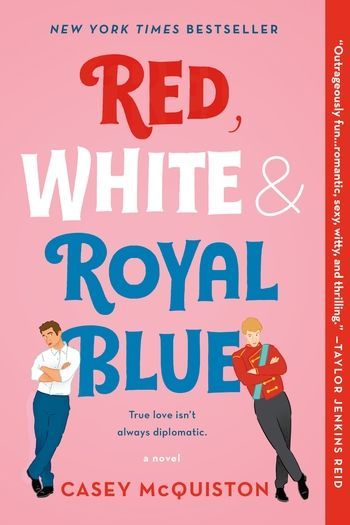 NEW YORK TIMES BESTSELLER
RED,
WHITE &
ROYAL
BLUE
True love isn't
always diplomatic.
a novel
CASEY McQUISTON
"Outrageously fun...romantic, sexy, witty, and thrilling." —TAYLOR JENKINS REID